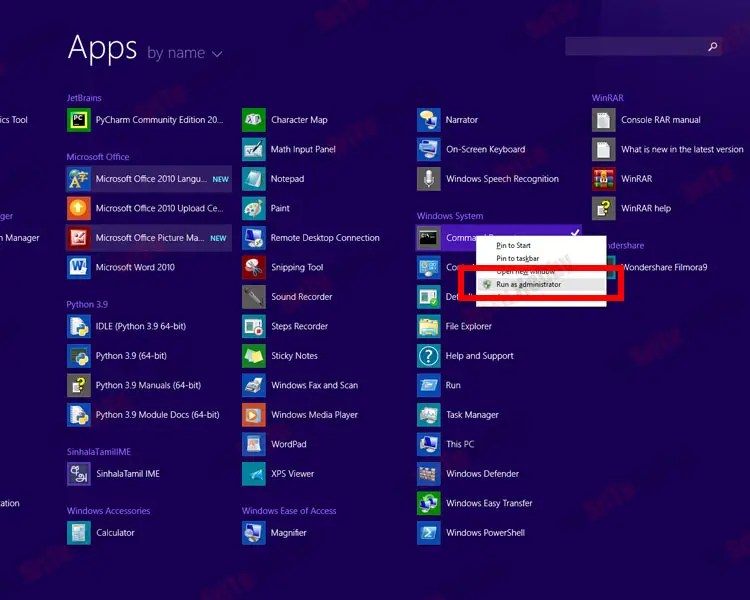 Apps by name
JetBrains
PyCharm Community Edition 20...
Microsoft Office
Microsoft Office 2010 Langu... NEW
Microsoft Office 2010 Upload Ce...
Microsoft Office Picture Ma... NEW
Microsoft Word 2010
Python 3.9
IDLE (Python 3.9 64-bit)
Python 3.9 (64-bit)
Python 3.9 Manuals (64-bit)
Python 3.9 Module Docs (64-bit)
SinhalaTamilIME
SinhalaTamil IME
Windows Accessories
Calculator
Character Map
Math Input Panel
Notepad
Paint
Remote Desktop Connection
Snipping Tool
Sound Recorder
Steps Recorder
Sticky Notes
Windows Fax and Scan
Windows Media Player
WordPad
XPS Viewer
Windows Ease of Access
Magnifier
Narrator
On-Screen Keyboard
Windows Speech Recognition
Windows System
Pin to Start
Pin to taskbar
Open new window
Run as administrator
File Explorer
Help and Support
Run
Task Manager
This PC
Windows Defender
Windows Easy Transfer
Windows PowerShell
WinRAR
Console RAR manual
What is new in the latest version
WinRAR
WinRAR help
Wondershare Filmora9